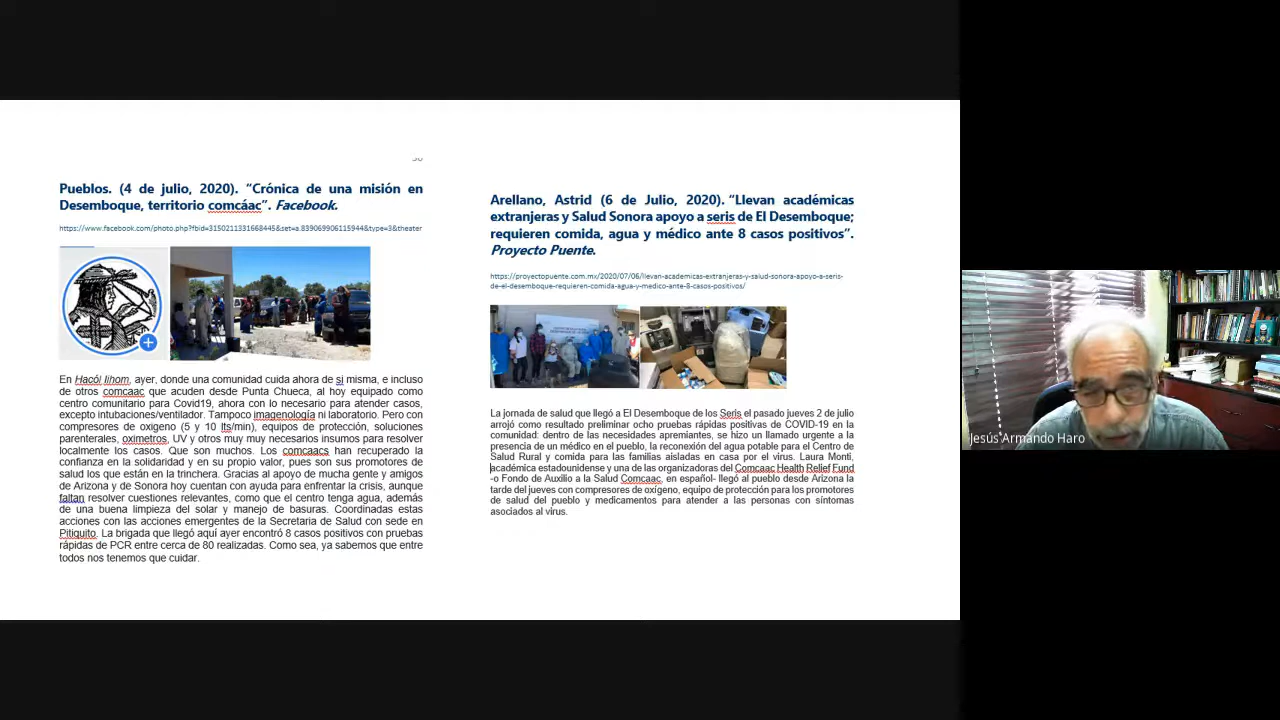 Pueblos. (4 de julio, 2020). “Crónica de una misión en
Desemboque, territorio comcáac”. Facebook.
https://www.facebook.com/photo.php?fbid=3150211331668445&set=a.839069906115944&type=3&theater
En Hacó/ Iihom, ayer, donde una comunidad cuida ahora de si misma, e incluso
de otros comcaac que acuden desde Punta Chueca, al hoy equipado como
centro comunitario para Covid19, ahora con lo necesario para atender casos,
excepto intubaciones/ventilador. Tampoco imagenología ni laboratorio. Pero con
compresores de oxigeno (5 y 10 lts/min), equipos de protección, soluciones
parenterales, oximetros, UV y otros muy muy necesarios insumos para resolver
localmente los casos. Que son muchos. Los comcaacs han recuperado la
confianza en la solidaridad y en su propio valor, pues son sus promotores de
salud los que están en la trinchera. Gracias al apoyo de mucha gente y amigos
de Arizona y de Sonora hoy cuentan con ayuda para enfrentar la crisis, aunque
faltan resolver cuestiones relevantes, como que el centro tenga agua, además
de una buena limpieza del solar y manejo de basuras. Coordinadas estas
acciones con las acciones emergentes de la Secretaria de Salud con sede en
Pitiquito. La brigada que llegó aquí ayer encontró 8 casos positivos con pruebas
rápidas de PCR entre cerca de 80 realizadas. Como sea, ya sabemos que entre
todos nos tenemos que cuidar.
Arellano, Astrid (6 de Julio, 2020). “Llevan académicas
extranjeras y Salud Sonora apoyo a seris de El Desemboque;
requieren comida, agua y médico ante 8 casos positivos”.
Proyecto Puente.
https://proyectopuente.com.mx/2020/07/06/llevan-academicas-extranjeras-y-salud-sonora-apoyo-a-seris-
de-el-desemboque-requieren-comida-agua-y-medico-ante-8-casos-positivos/
La jornada de salud que llegó a El Desemboque de los Seris el pasado jueves 2 de julio
arrojó como resultado preliminar ocho pruebas rápidas positivas de COVID-19 en la
comunidad: dentro de las necesidades apremiantes, se hizo un llamado urgente a la
presencia de un médico en el pueblo, la reconexión del agua potable para el Centro de
Salud Rural y comida para las familias aisladas en casa por el virus. Laura Monti,
académica estadounidense y una de las organizadoras del Comcaac Health Relief Fund
-o Fondo de Auxilio a la Salud Comcaac, en español- llegó al pueblo desde Arizona la
tarde del jueves con compresores de oxígeno, equipo de protección para los promotores
de salud del pueblo y medicamentos para atender a las personas con síntomas
asociados al virus.
Jesús Armando Haro